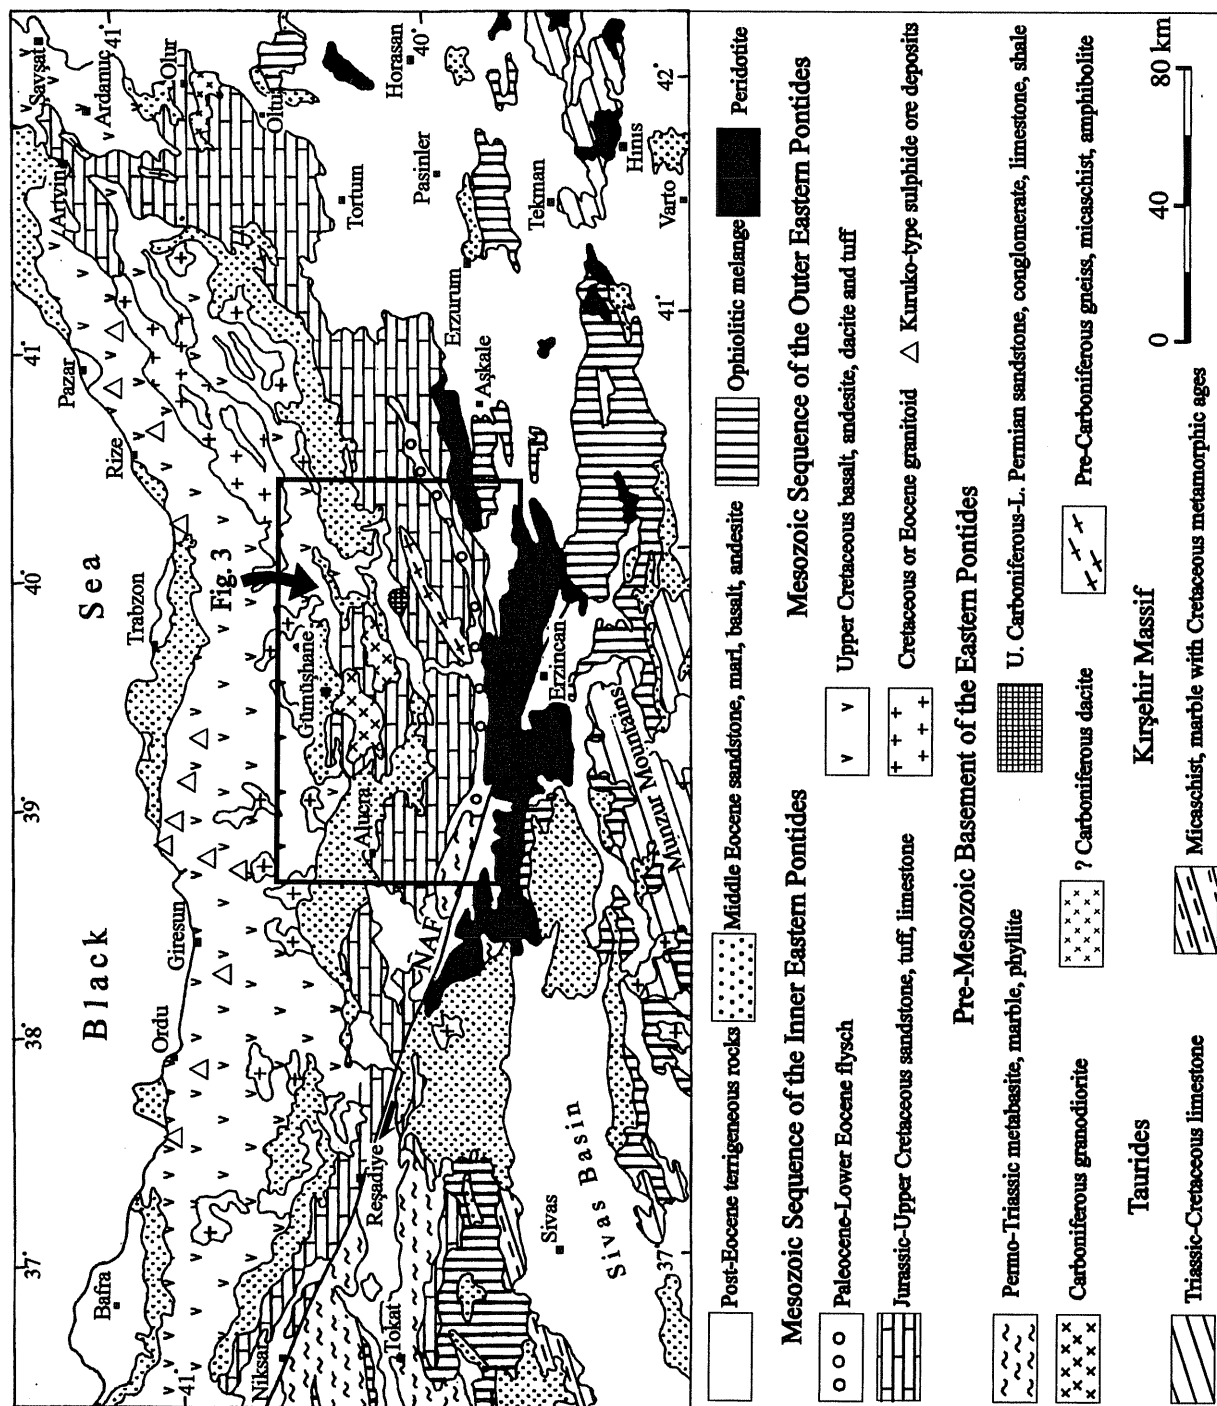 Black Sea
37°
38°
39°
40°
41°
Bafra
Ordu
Giresun
Trabzon
Rize
Pazar
Artvin
Savşat
Ardanuç
41°
Olur
Oltu
41°
Niksar
Fig. 3
Gümüşhane
Alucra
Reşadiye
NAF
Tokat
Tortum
Horasan
40°
Pasinler
Erzurum
Aşkale
Sivas
Sivas Basin
Erzincan
Munzur Mountains
Tekman
Hınıs
Varto
37°
41°
42°
Post-Eocene terrigeneous rocks
Middle Eocene sandstone, marl, basalt, andesite
Ophiolitic melange
Peridotite
Mesozoic Sequence of the Inner Eastern Pontides
Mesozoic Sequence of the Outer Eastern Pontides
Paleocene-Lower Eocene flysch
Upper Cretaceous basalt, andesite, dacite and tuff
Jurassic-Upper Cretaceous sandstone, tuff, limestone
Cretaceous or Eocene granitoid
Kuruko-type sulphide ore deposits
Pre-Mesozoic Basement of the Eastern Pontides
Permo-Triassic metabasite, marble, phyllite
U. Carboniferous-L. Permian sandstone, conglomerate, limestone, shale
Carboniferous granodiorite
? Carboniferous dacite
Pre-Carboniferous gneiss, micaschist, amphibolite
Taurides
Kırşehir Massif
Triassic-Cretaceous limestone
Micaschist, marble with Cretaceous metamorphic ages
0 40 80 km